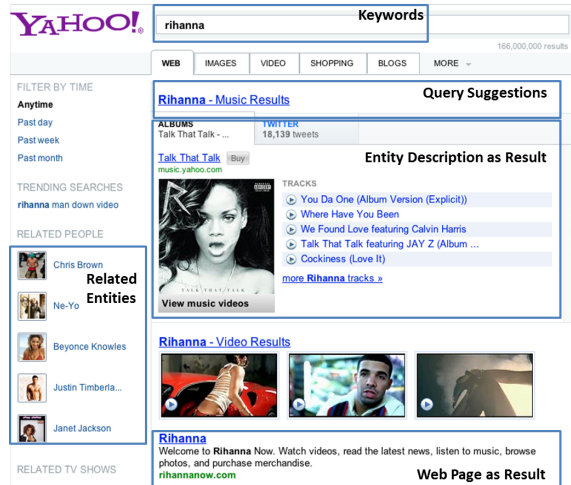 YAHOO!
Keywords
rihanna
166,000,000 results
WEB
IMAGES
VIDEO
SHOPPING
BLOGS
MORE
FILTER BY TIME
Anytime
Past day
Past week
Past month
TRENDING SEARCHES
rihanna man down video
RELATED PEOPLE
Chris Brown
Ne-Yo
Beyonce Knowles
Justin Timberla...
Janet Jackson
Related
Entities
RELATED TV SHOWS
Rihanna - Music Results
Query Suggestions
ALBUMS
Talk That Talk - ...
TWITTER
18,139 tweets
Entity Description as Result
Talk That Talk
Buy
music.yahoo.com
View music videos
TRACKS
You Da One (Album Version (Explicit))
Where Have You Been
We Found Love featuring Calvin Harris
Talk That Talk featuring JAY Z (Album ...
Cockiness (Love It)
more Rihanna tracks »
Rihanna - Video Results
Rihanna
Welcome to Rihanna Now. Watch videos, read the latest news, listen to music, browse
photos, and purchase merchandise.
rihannanow.com
Web Page as Result